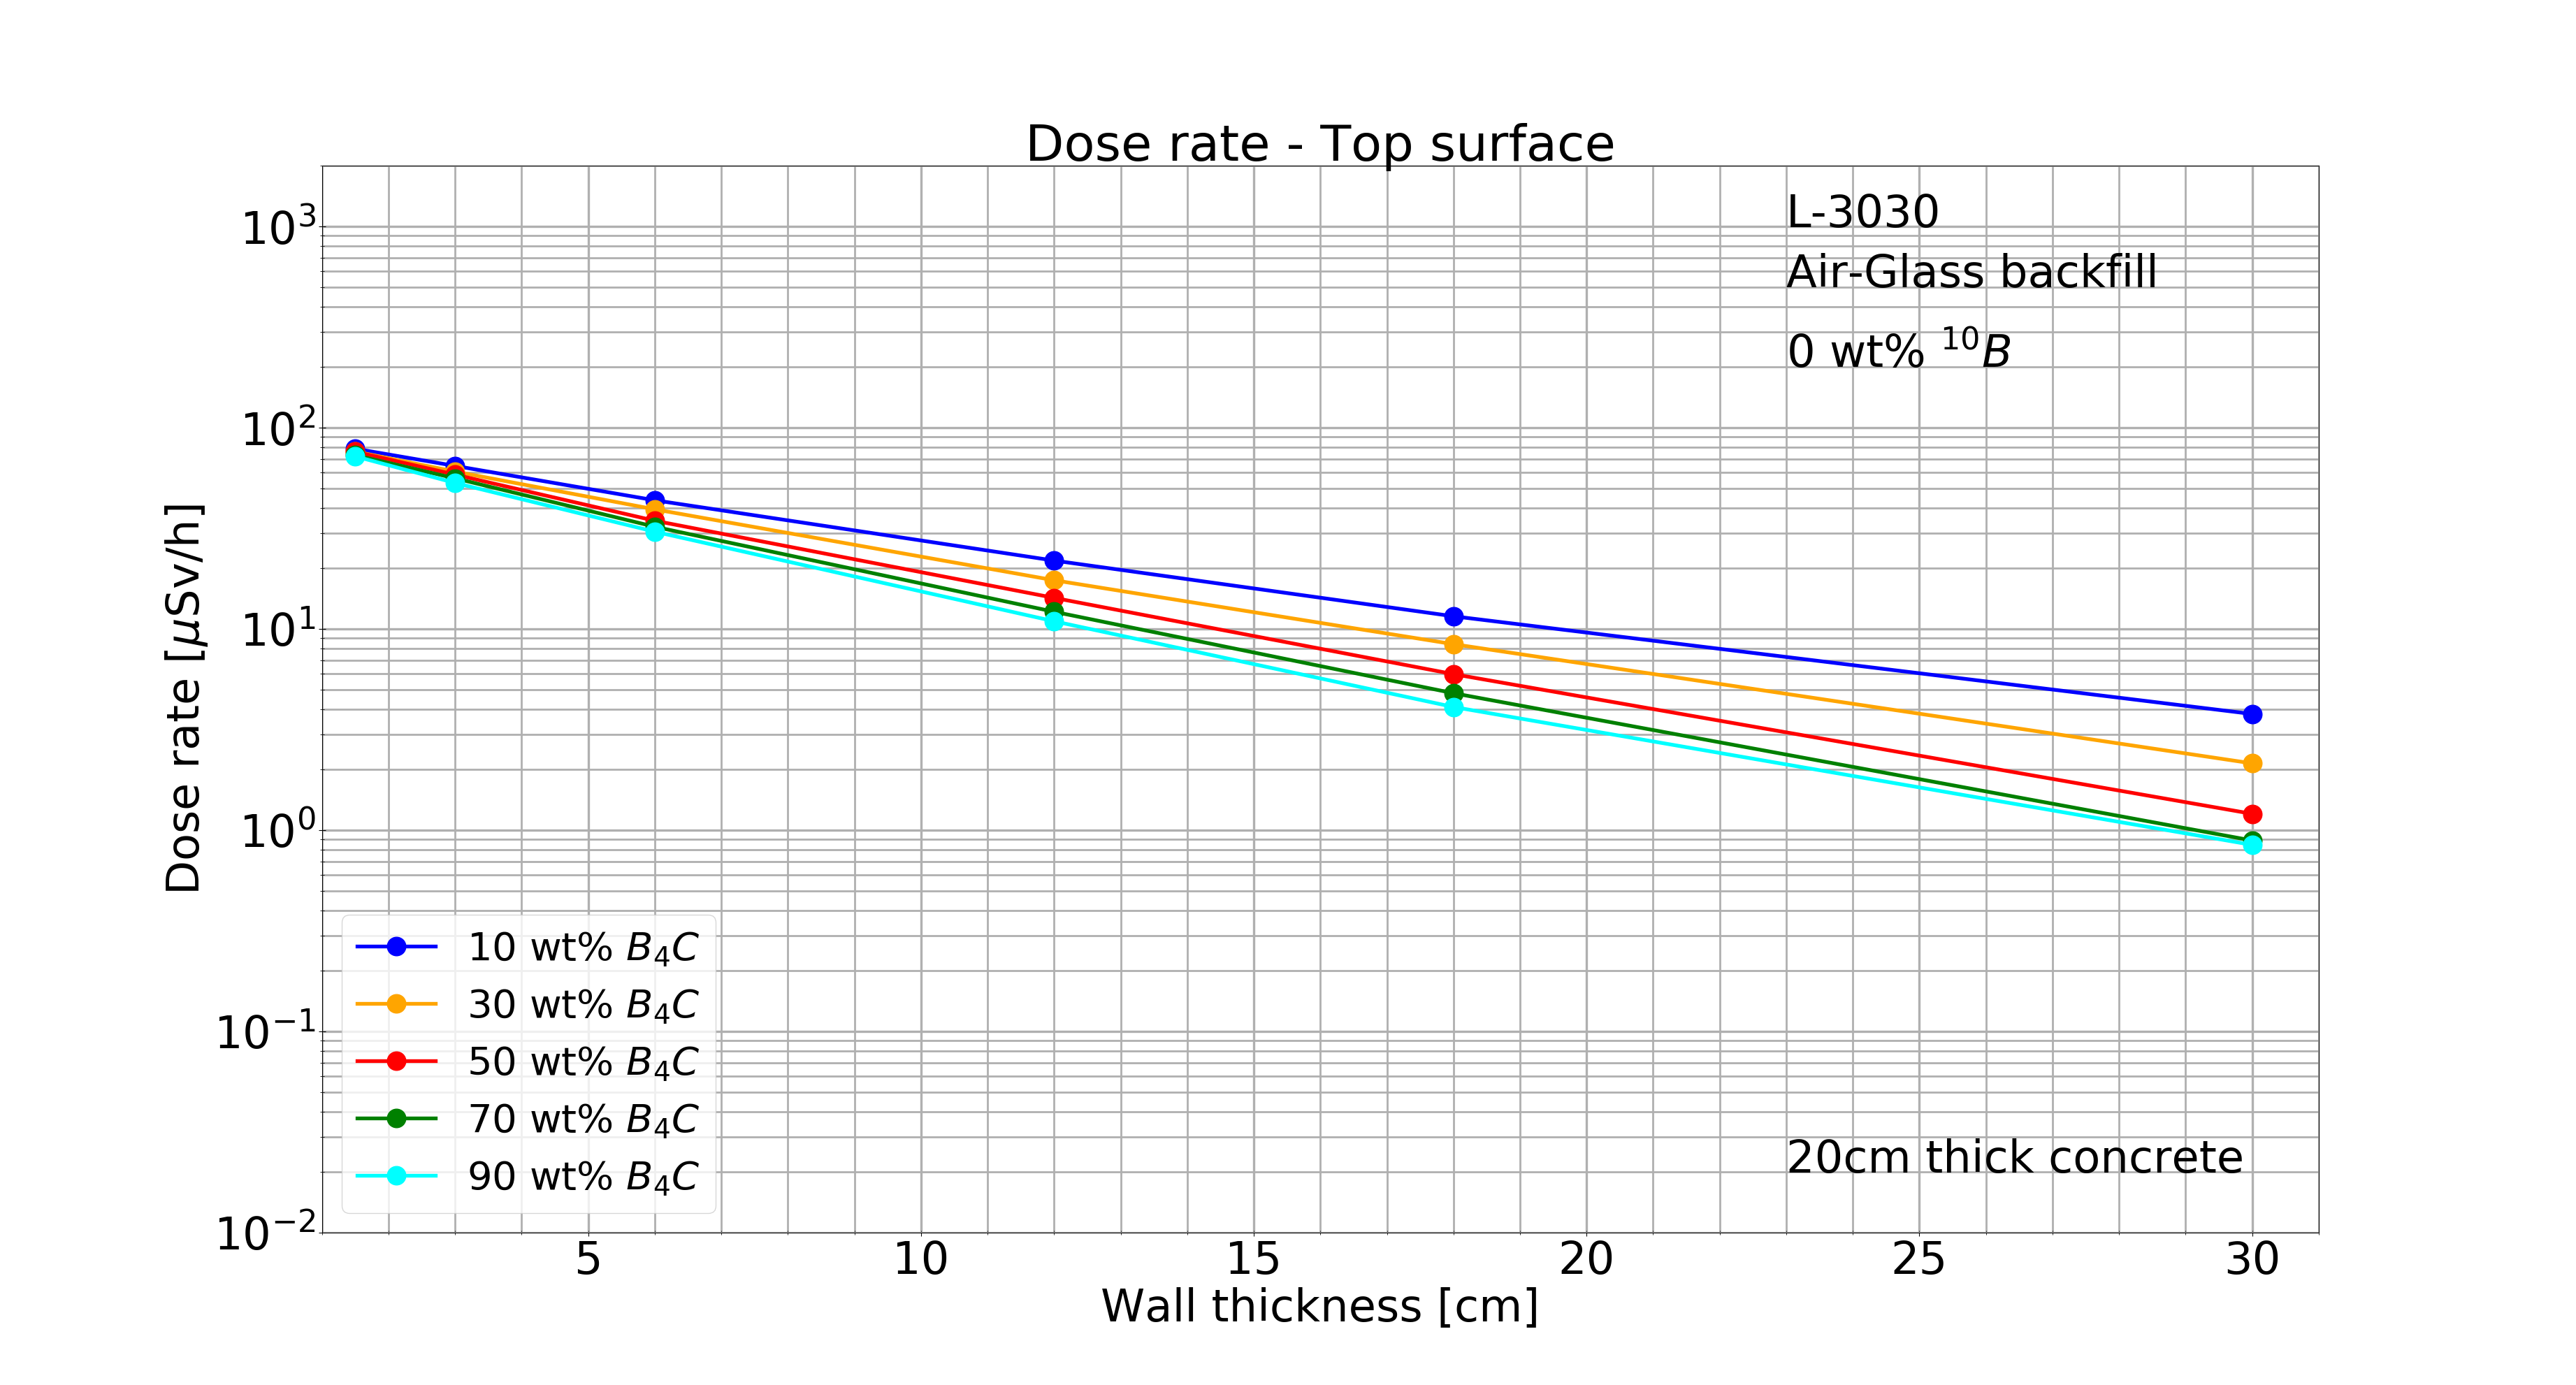 Dose rate - Top surface
L-3030
Air-Glass backfill
0 wt% ¹⁰B
10³
10²
10¹
10⁰
10⁻¹
10⁻²
Dose rate [μSv/h]
10 wt% B₄C
30 wt% B₄C
50 wt% B₄C
70 wt% B₄C
90 wt% B₄C
20cm thick concrete
5 10 15 20 25 30
Wall thickness [cm]